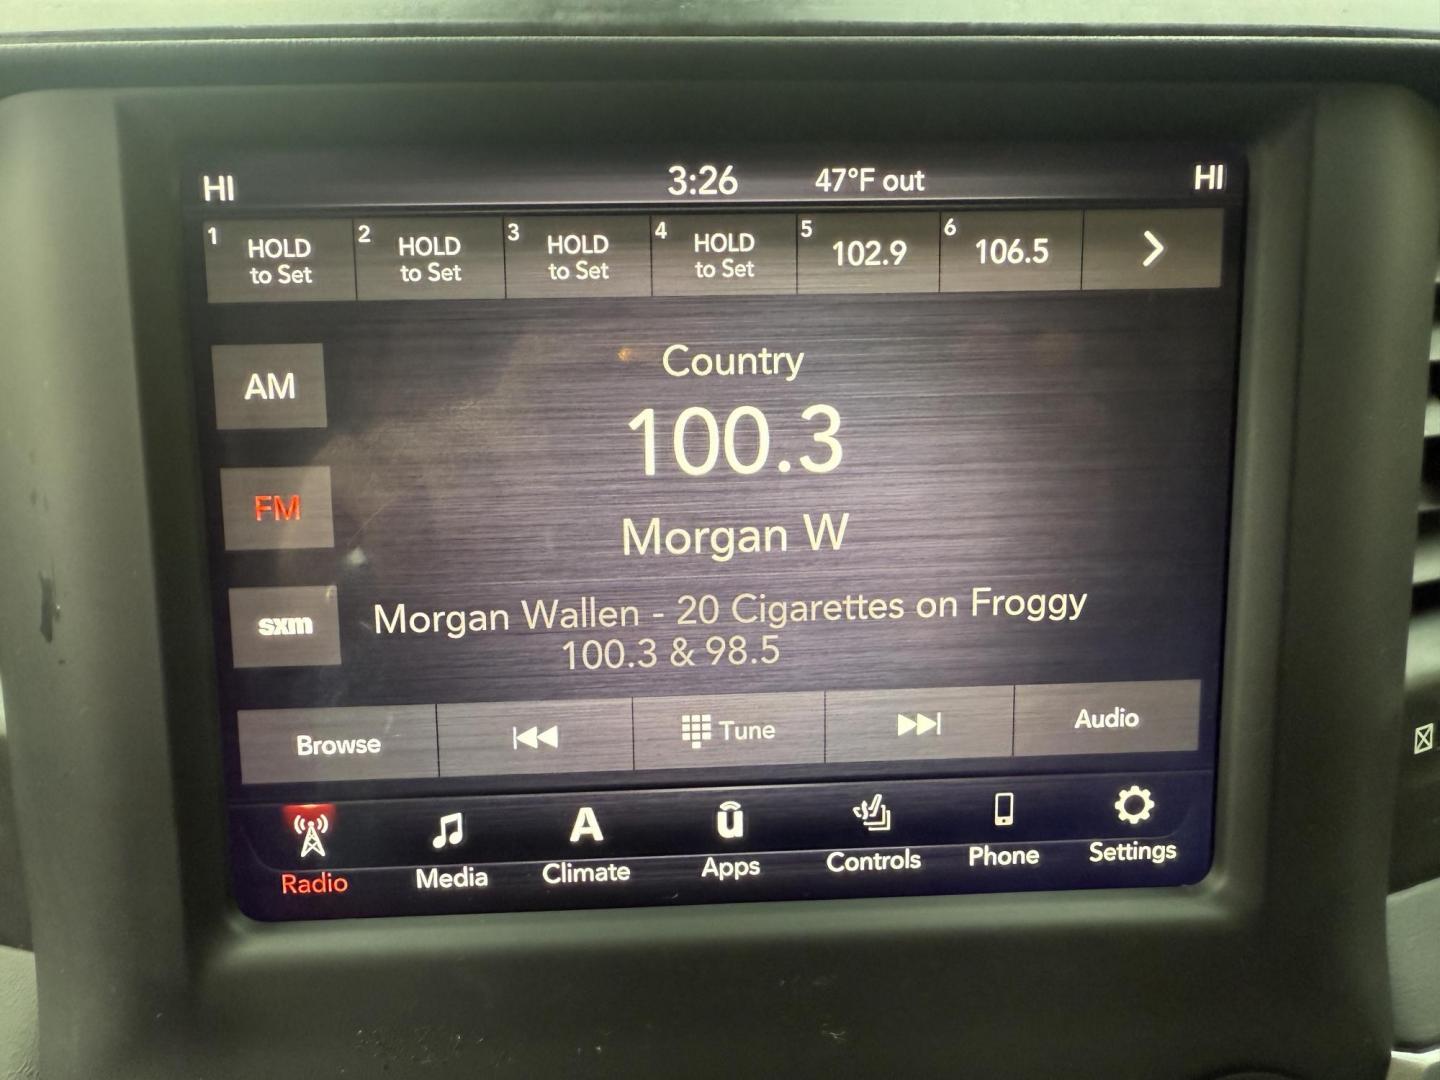 HI 3:26 47°F out HI
1 HOLD to Set
2 HOLD to Set
3 HOLD to Set
4 HOLD to Set
5 102.9
6 106.5
AM
Country
100.3
FM
Morgan W
sxm
Morgan Wallen - 20 Cigarettes on Froggy
100.3 & 98.5
Browse Tune Audio
Radio Media Climate Apps Controls Phone Settings